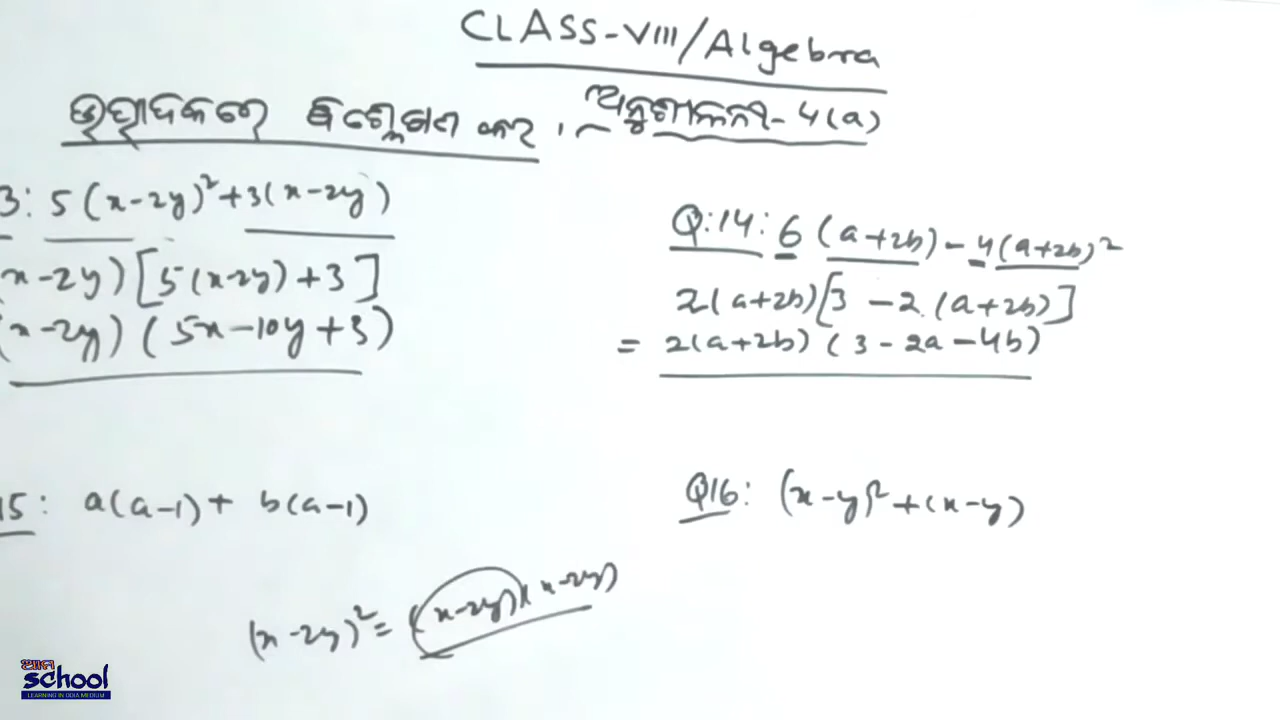 CLASS-VIII/Algebra
ଉତ୍ପାଦକରେ ବିଶ୍ଳେଷଣ କର । ଅନୁଶୀଳନୀ-4(a)
3: 5(x-2y)²+3(x-2y)
x-2y)[5(x-2y)+3]
(x-2y)(5x-10y+3)
Q:14: 6(a+2b)-4(a+2b)²
2(a+2b)[3-2.(a+2b)]
= 2(a+2b)(3-2a-4b)
15: a(a-1)+ b(a-1)
Q16: (x-y)²+(x-y)
(x-2y)²=(x-2y)(x-2y)
ଆମ
school
LEARNING IN ODIA MEDIUM